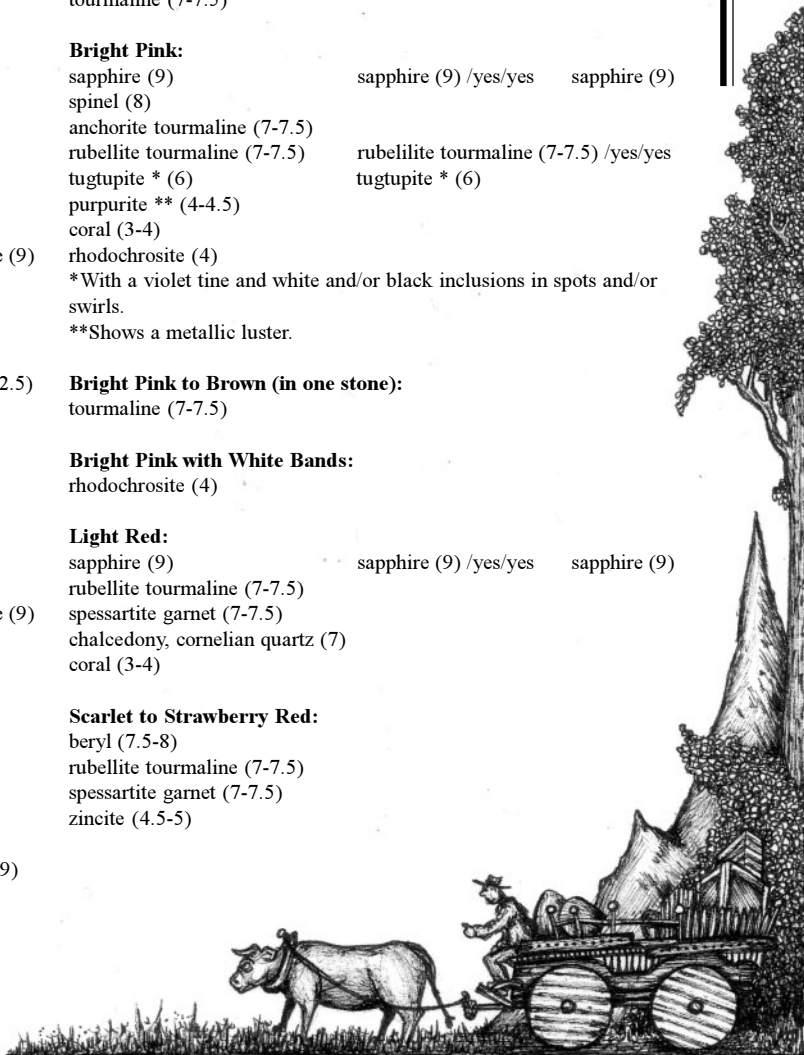 tourmaline (7-7.5)
Bright Pink:
sapphire (9) sapphire (9) /yes/yes sapphire (9)
spinel (8)
anchorite tourmaline (7-7.5)
rubellite tourmaline (7-7.5) rubelilite tourmaline (7-7.5) /yes/yes
tugtupite * (6) tugtupite * (6)
purpurite ** (4-4.5)
coral (3-4)
e (9) rhodochrosite (4)
*With a violet tine and white and/or black inclusions in spots and/or
swirls.
**Shows a metallic luster.
2.5) Bright Pink to Brown (in one stone):
tourmaline (7-7.5)
Bright Pink with White Bands:
rhodochrosite (4)
Light Red:
sapphire (9) sapphire (9) /yes/yes sapphire (9)
rubellite tourmaline (7-7.5)
e (9) spessartite garnet (7-7.5)
chalcedony, cornelian quartz (7)
coral (3-4)
Scarlet to Strawberry Red:
beryl (7.5-8)
rubellite tourmaline (7-7.5)
spessartite garnet (7-7.5)
zincite (4.5-5)
9)